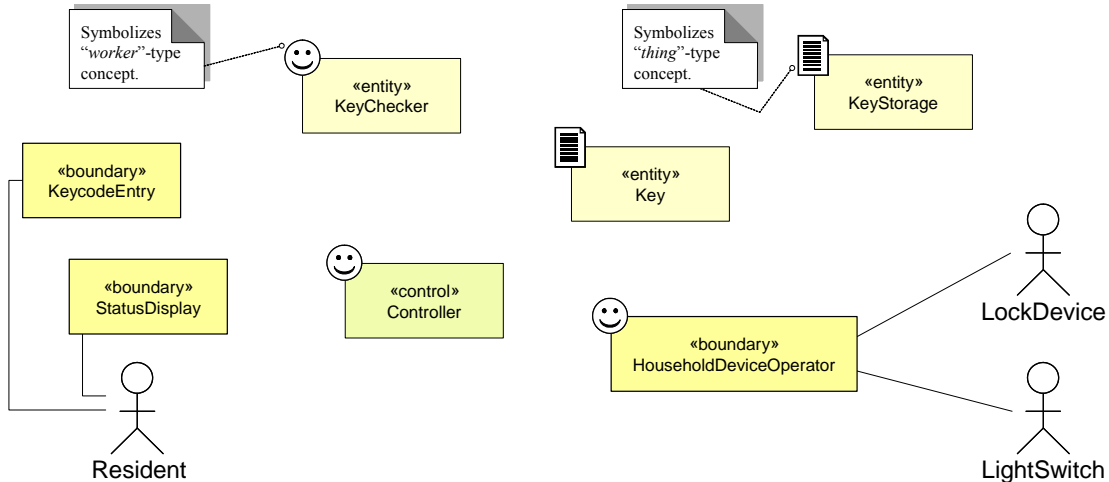 Symbolizes
“worker”-type
concept.
Symbolizes
“thing”-type
concept.
«entity»
KeyChecker
«entity»
KeyStorage
«boundary»
KeycodeEntry
«entity»
Key
«boundary»
StatusDisplay
«control»
Controller
LockDevice
«boundary»
HouseholdDeviceOperator
Resident
LightSwitch